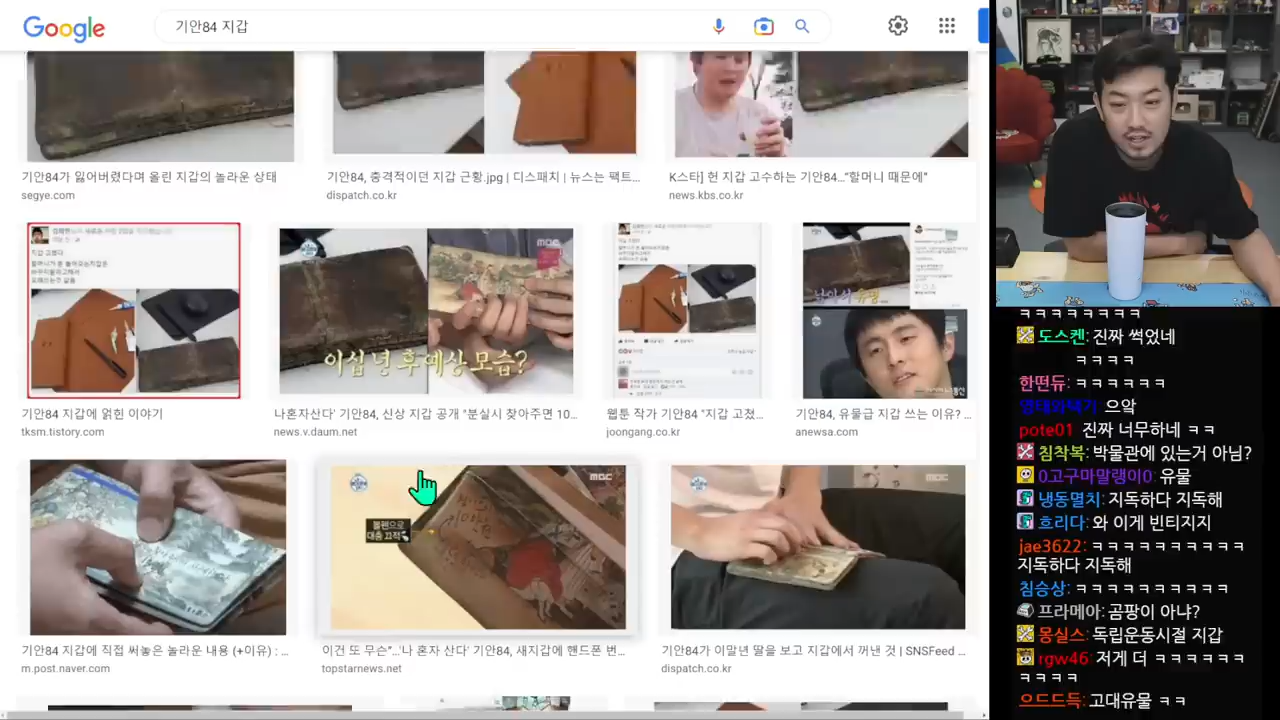 Google
기안84 지갑
기안84가 잃어버렸다며 올린 지갑의 놀라운 상태
segye.com
기안84, 충격적이던 지갑 근황.jpg | 디스패치 | 뉴스는 팩트...
dispatch.co.kr
K스타] 헌 지갑 고수하는 기안84…"할머니 때문에"
news.kbs.co.kr
MBC
이십 년 후 예상 모습?
기안84 지갑에 얽힌 이야기
tksm.tistory.com
나혼자산다' 기안84, 신상 지갑 공개 "분실시 찾아주면 10...
news.v.daum.net
웹툰 작가 기안84 "지갑 고쳤...
joongang.co.kr
기안84, 유물급 지갑 쓰는 이유? ...
anewsa.com
MBC
볼펜으로
대충 끄적
MBC
기안84 지갑에 직접 써놓은 놀라운 내용 (+이유) : ...
m.post.naver.com
이건 또 무슨"…'나 혼자 산다' 기안84, 새지갑에 핸드폰 번...
topstarnews.net
기안84가 이말년 딸을 보고 지갑에서 꺼낸 것 | SNSFeed ...
dispatch.co.kr
ㅋㅋㅋㅋㅋㅋㅋㅋ
도스켄: 진짜 썩었네
ㅋㅋㅋㅋ
한떤듀: ㅋㅋㅋㅋㅋㅋ
으앜
pote01 진짜 너무하네 ㅋㅋ
침착복: 박물관에 있는거 아님?
0고구마말랭이0: 유물
냉동멸치: 지독하다 지독해
흐리다: 와 이게 빈티지지
jae3622: ㅋㅋㅋㅋㅋㅋㅋㅋㅋㅋ
지독하다 지독해
침승상: ㅋㅋㅋㅋㅋㅋㅋㅋㅋㅋ
프라메아: 곰팡이 아냐?
몽실스: 독립운동시절 지갑
rgw46: 저게 더 ㅋㅋㅋㅋㅋㅋ
ㅋㅋㅋㅋ
으드드득: 고대유물 ㅋㅋ